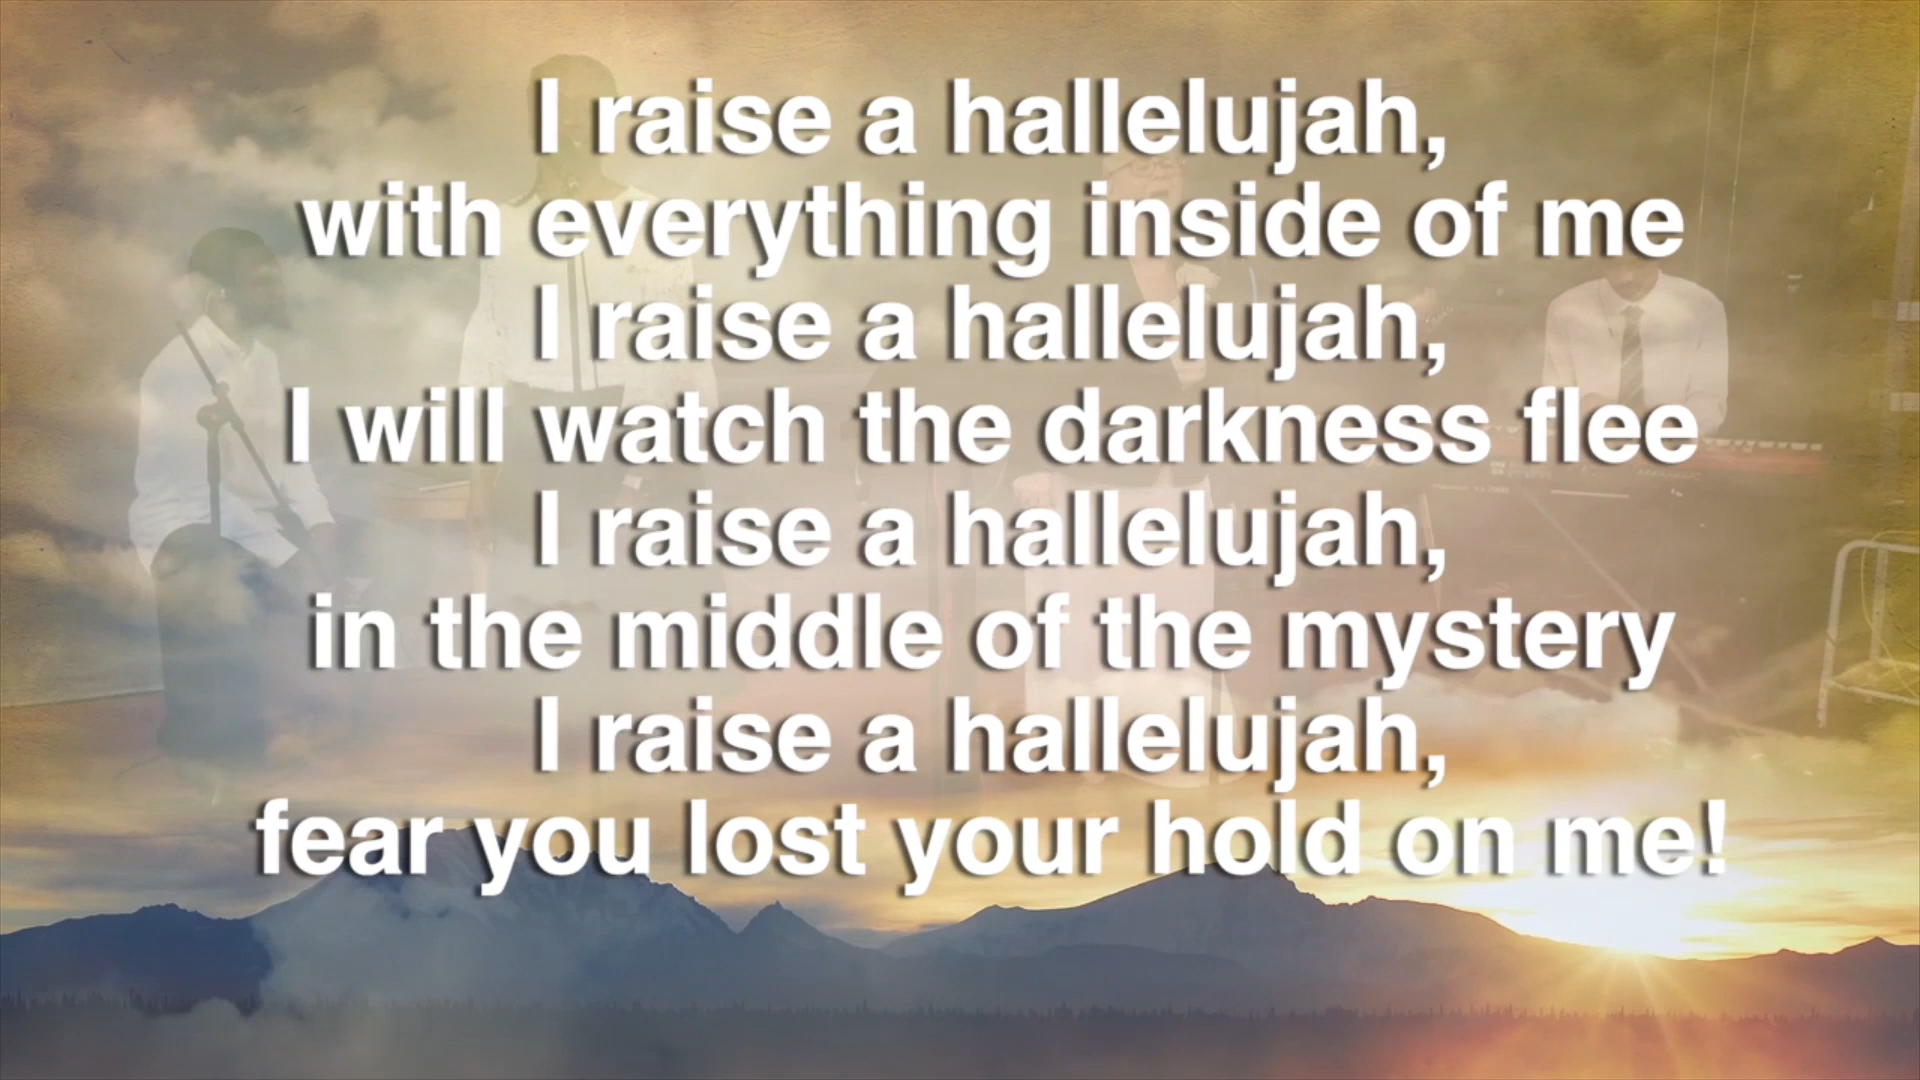 I raise a hallelujah,
with everything inside of me
I raise a hallelujah,
I will watch the darkness flee
I raise a hallelujah,
in the middle of the mystery
I raise a hallelujah,
fear you lost your hold on me!